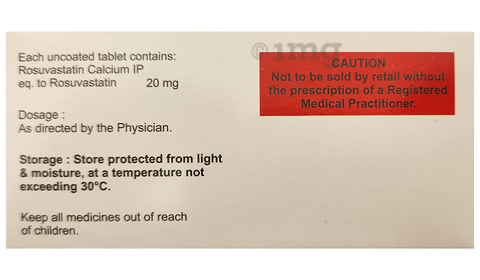 Each uncoated tablet contains:
Rosuvastatin Calcium IP
eq. to Rosuvastatin 20 mg
Dosage :
As directed by the Physician.
Storage : Store protected from light
& moisture, at a temperature not
exceeding 30°C.
Keep all medicines out of reach
of children.
1mg
CAUTION
Not to be sold by retail without
the prescription of a Registered
Medical Practitioner.